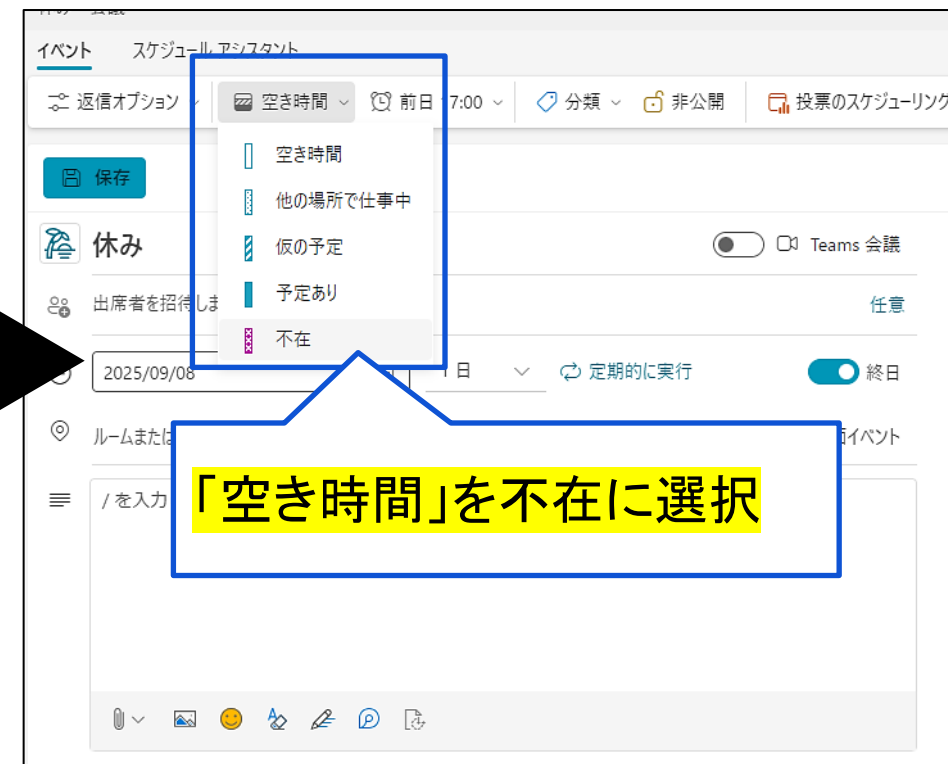 イベント スケジュール アシスタント
返信オプション 空き時間 前日 17:00 分類 非公開 投票のスケジューリング
空き時間
保存
他の場所で仕事中
休み 仮の予定 Teams 会議
出席者を招待しま 予定あり 任意
不在
2025/09/08 1 日 定期的に実行 終日
ルームまたは イベント
/ を入力
「空き時間」を不在に選択